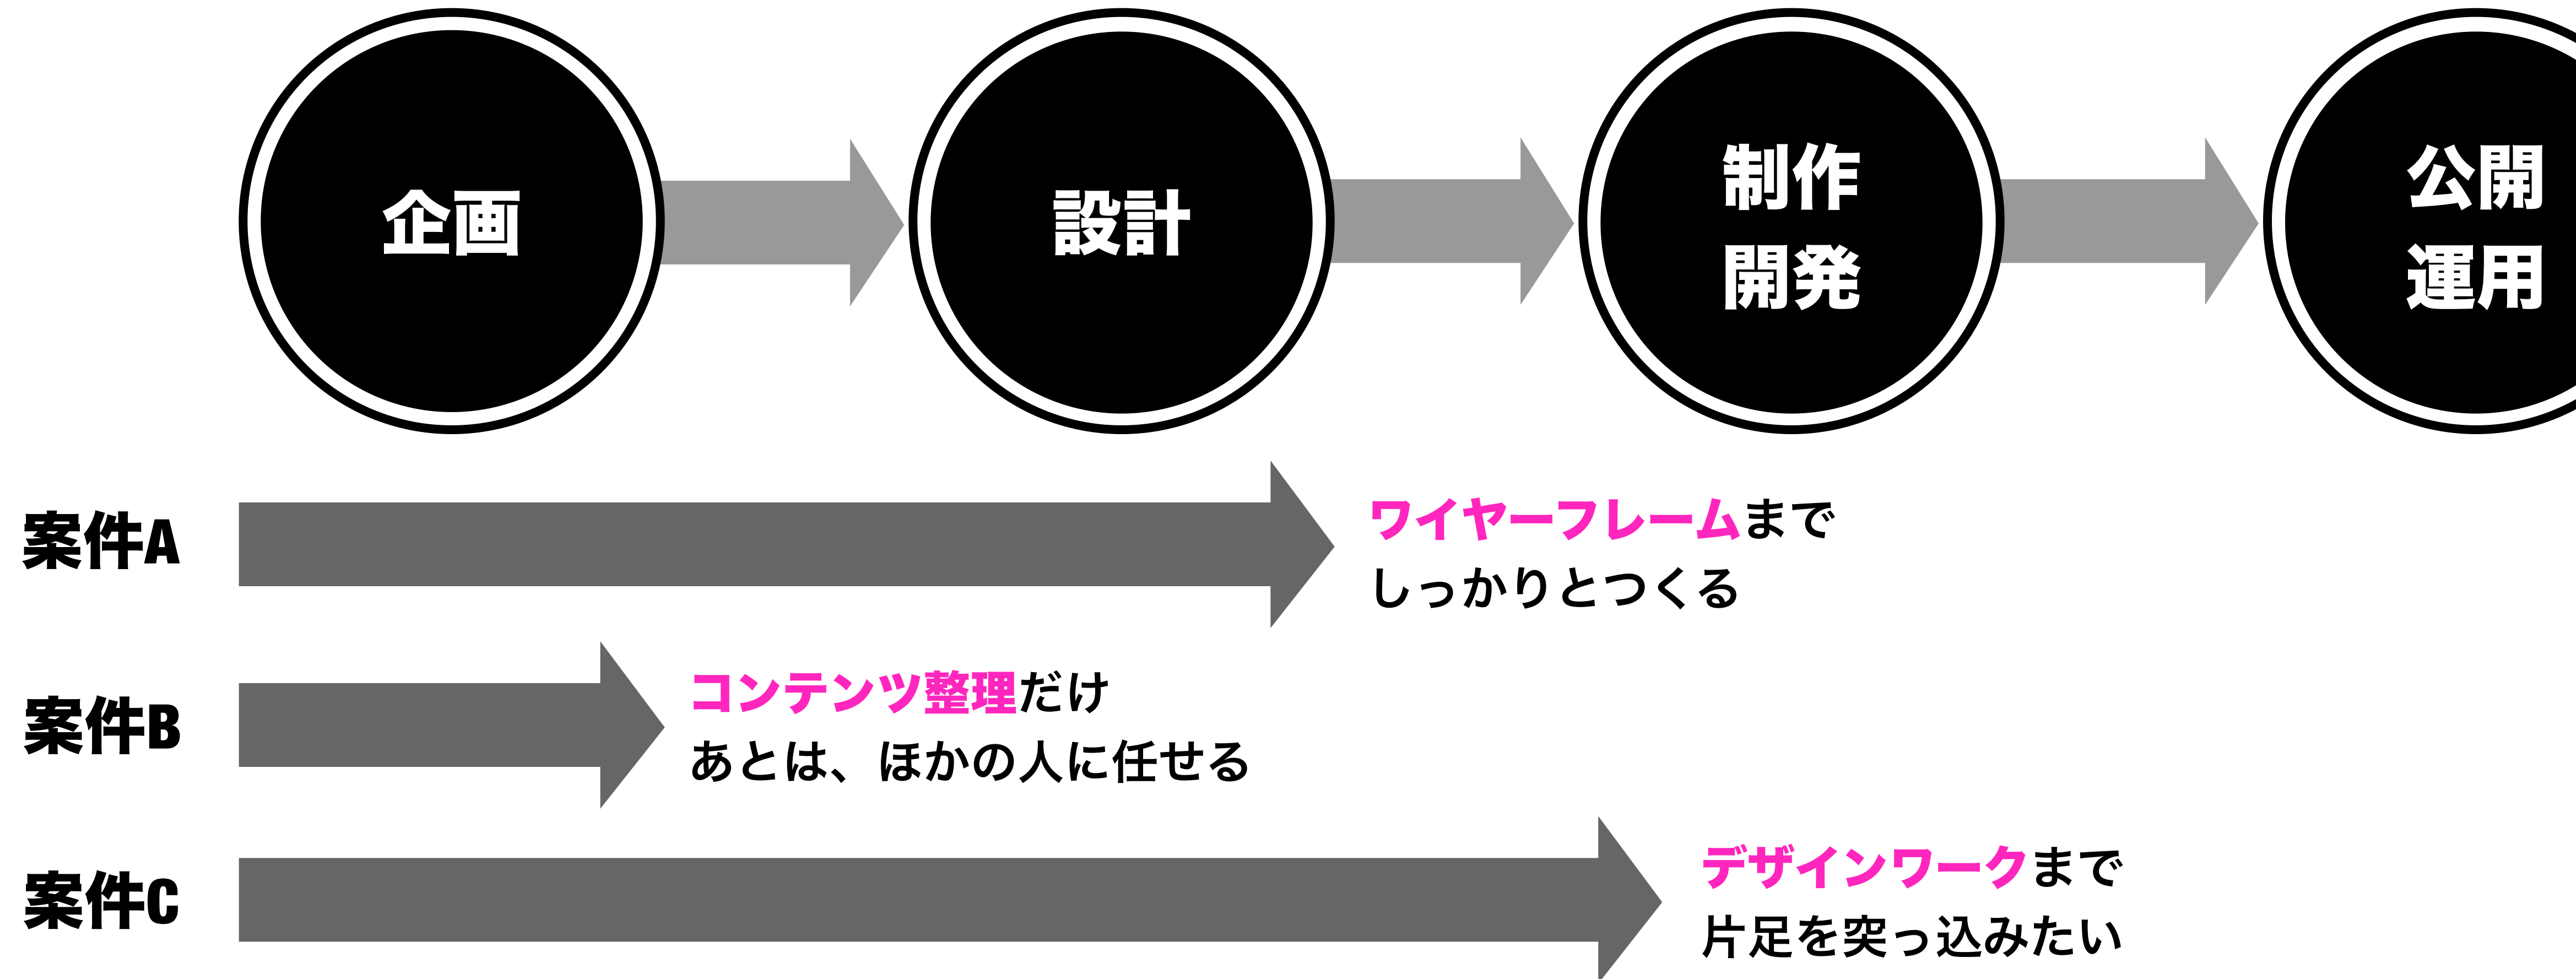 企画
設計
制作
開発
公開
運用
案件A
ワイヤーフレームまで
しっかりとつくる
案件B
コンテンツ整理だけ
あとは、ほかの人に任せる
案件C
デザインワークまで
片足を突っ込みたい